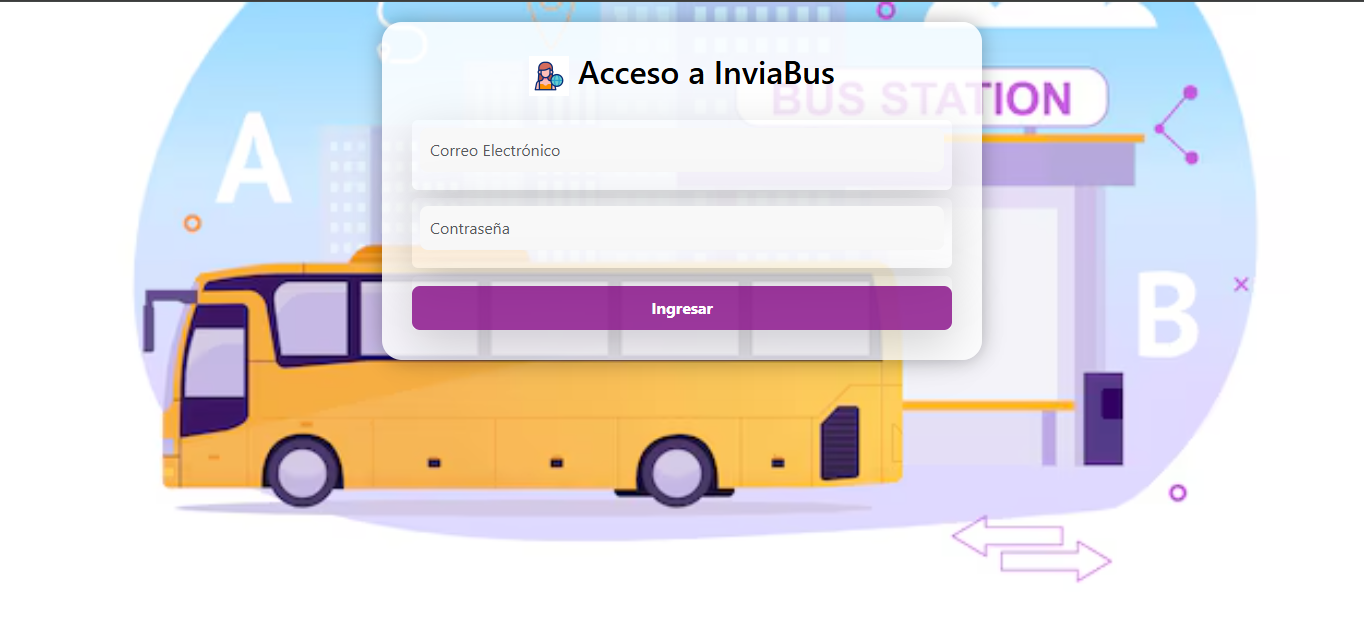 Acceso a InviaBus
BUS STATION
Correo Electrónico
A
Contraseña
B
Ingresar